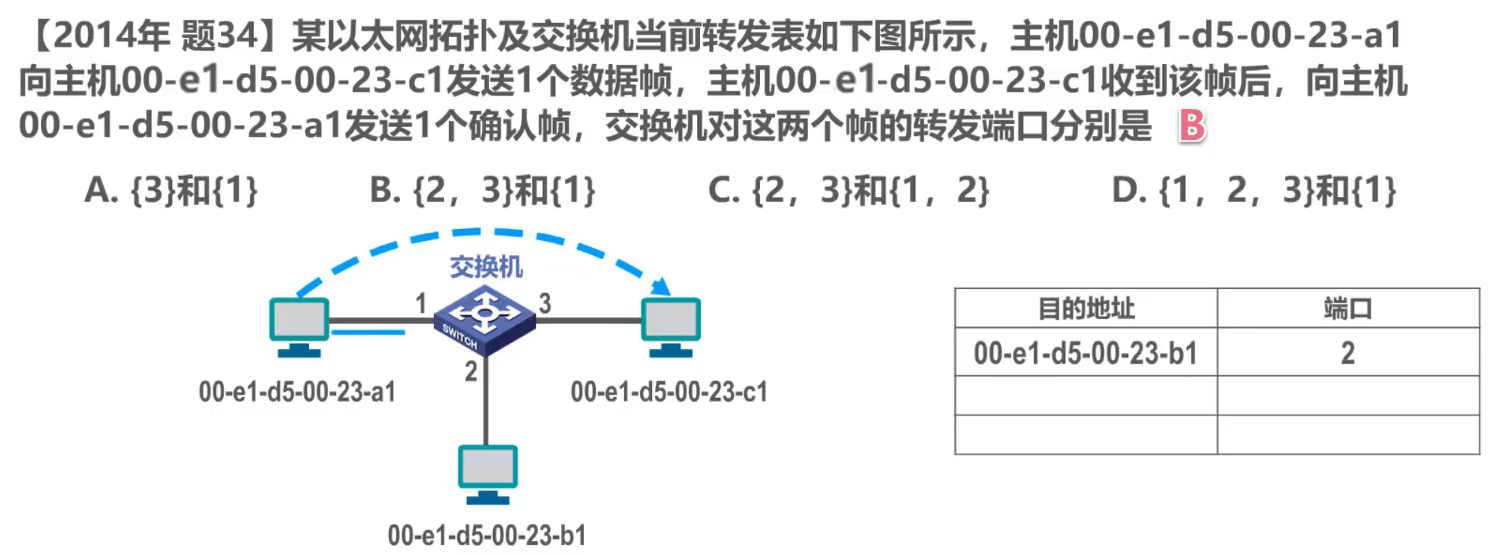 【2014年 题34】某以太网拓扑及交换机当前转发表如下图所示，主机00-e1-d5-00-23-a1
向主机00-e1-d5-00-23-c1发送1个数据帧，主机00-e1-d5-00-23-c1收到该帧后，向主机
00-e1-d5-00-23-a1发送1个确认帧，交换机对这两个帧的转发端口分别是 B
A. {3}和{1} B. {2，3}和{1} C. {2，3}和{1，2} D. {1，2，3}和{1}
交换机
1 3
SWITCH
2
00-e1-d5-00-23-a1 00-e1-d5-00-23-c1
00-e1-d5-00-23-b1
目的地址 端口
00-e1-d5-00-23-b1 2